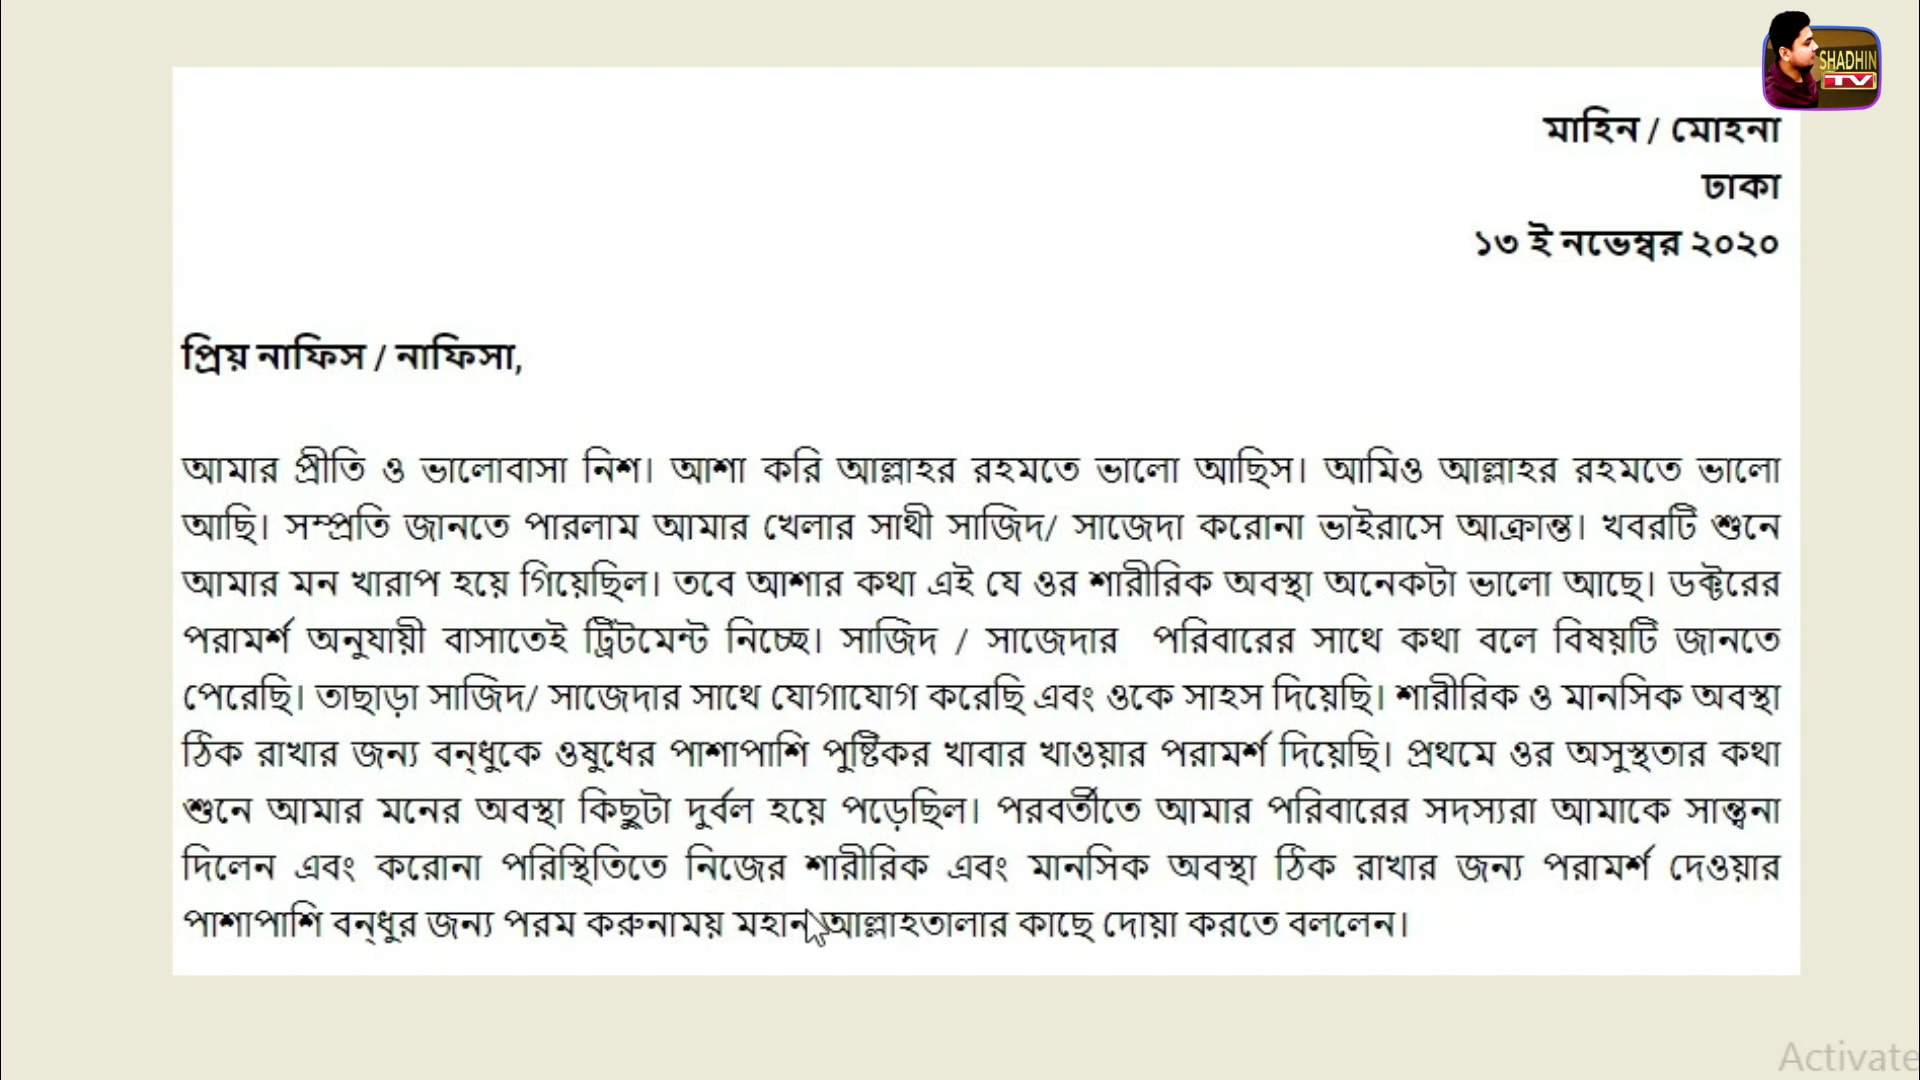 SHADHIN
TV
মাহিন / মোহনা
ঢাকা
১৩ ই নভেম্বর ২০২০
প্রিয় নাফিস / নাফিসা,
আমার প্রীতি ও ভালোবাসা নিশ। আশা করি আল্লাহর রহমতে ভালো আছিস। আমিও আল্লাহর রহমতে ভালো
আছি। সম্প্রতি জানতে পারলাম আমার খেলার সাথী সাজিদ/ সাজেদা করোনা ভাইরাসে আক্রান্ত। খবরটি শুনে
আমার মন খারাপ হয়ে গিয়েছিল। তবে আশার কথা এই যে ওর শারীরিক অবস্থা অনেকটা ভালো আছে। ডক্টরের
পরামর্শ অনুযায়ী বাসাতেই ট্রিটমেন্ট নিচ্ছে। সাজিদ / সাজেদার পরিবারের সাথে কথা বলে বিষয়টি জানতে
পেরেছি। তাছাড়া সাজিদ/ সাজেদার সাথে যোগাযোগ করেছি এবং ওকে সাহস দিয়েছি। শারীরিক ও মানসিক অবস্থা
ঠিক রাখার জন্য বন্ধুকে ওষুধের পাশাপাশি পুষ্টিকর খাবার খাওয়ার পরামর্শ দিয়েছি। প্রথমে ওর অসুস্থতার কথা
শুনে আমার মনের অবস্থা কিছুটা দুর্বল হয়ে পড়েছিল। পরবর্তীতে আমার পরিবারের সদস্যরা আমাকে সান্ত্বনা
দিলেন এবং করোনা পরিস্থিতিতে নিজের শারীরিক এবং মানসিক অবস্থা ঠিক রাখার জন্য পরামর্শ দেওয়ার
পাশাপাশি বন্ধুর জন্য পরম করুনাময় মহান আল্লাহতালার কাছে দোয়া করতে বললেন।
Activate